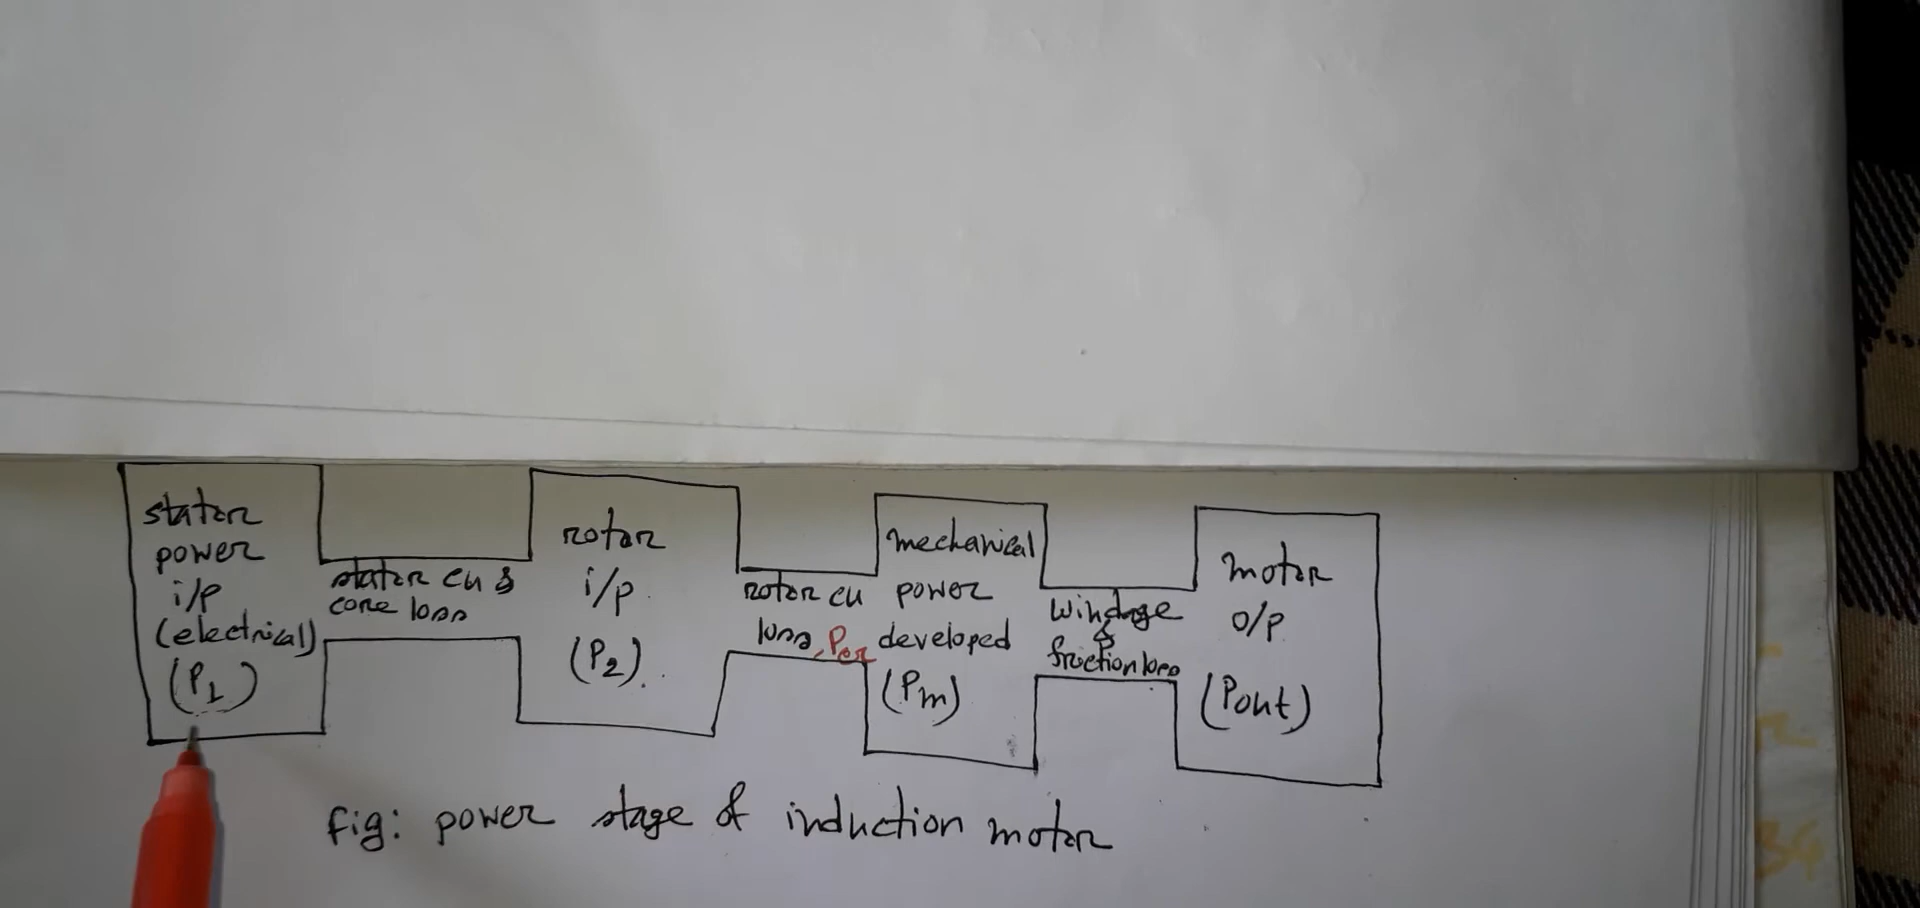 stator
power
i/p
(electrical)
(P1)
stator cu &
core loss
rotor
i/p
(P2)
rotor cu
loss, Pcr
mechanical
power
developed
(Pm)
windage
&
friction loss
motor
o/p
(Pout)
fig: power stage of induction motor
34